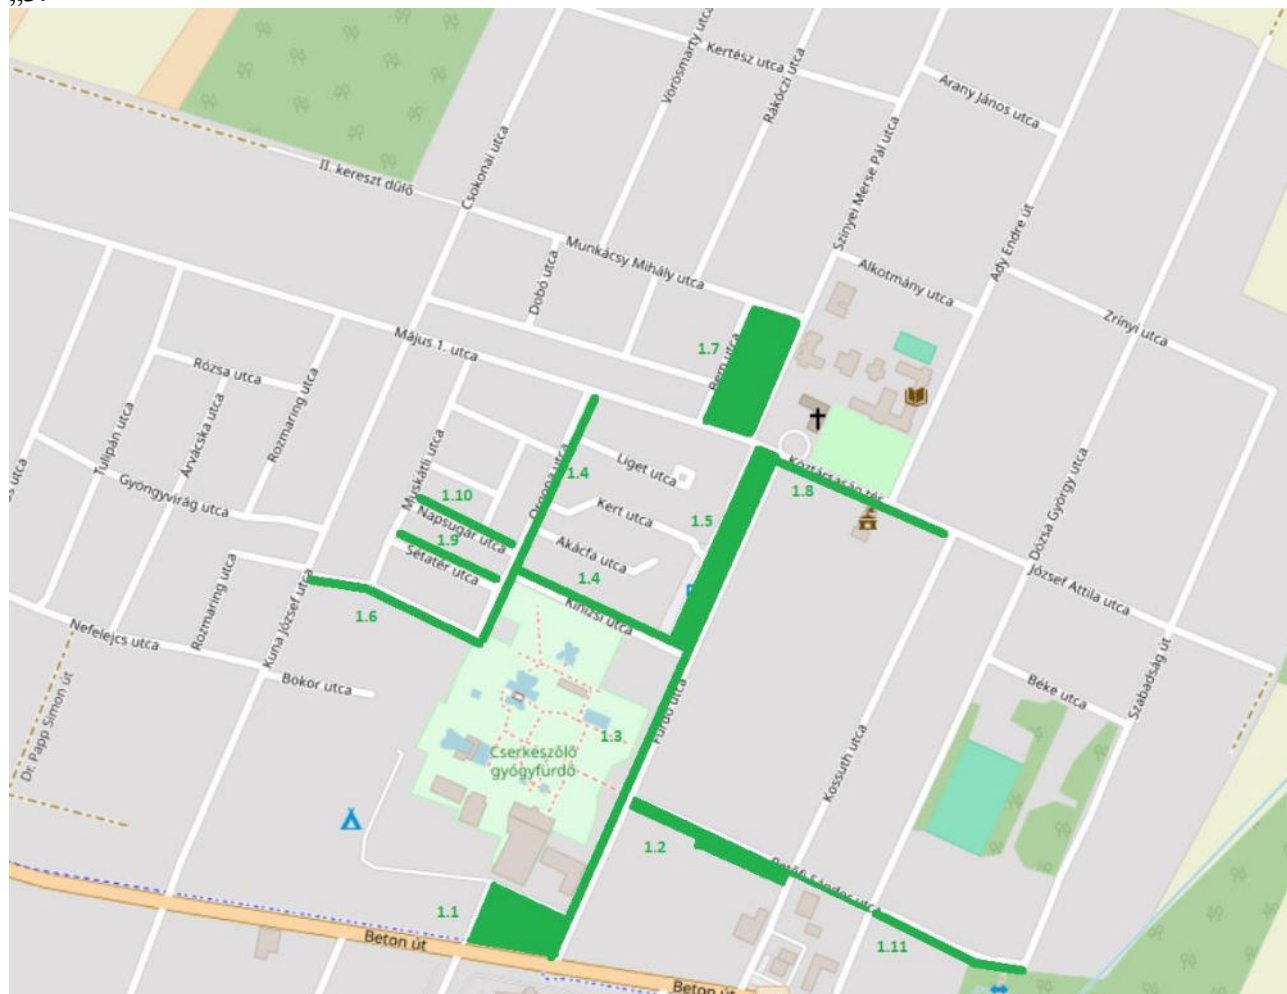 Kertész utca
Vörösmarty utca
Rákóczi utca
Arany János utca
Szinyei Merse Pál utca
Csokonai utca
II. kereszt dűlő
Ady Endre út
Munkácsy Mihály utca
Dobó utca
Alkotmány utca
Zrínyi utca
Május 1. utca
1.7
Bem utca
Rózsa utca
Rozmaring utca
Tulipán utca
Árvácska utca
Muskátli utca
Orgona utca
Liget utca
1.4
Köztársaság tér
1.8
Gyöngyvirág utca
1.10
Napsugár utca
Kert utca
1.5
Dózsa György utca
1.9
Sétatér utca
Akácfa utca
1.4
József Attila utca
Kinizsi utca
1.6
Rozmaring utca
Kuna József utca
Nefelejcs utca
Bokor utca
Béke utca
Szabadság út
Dr. Papp Simon út
Fürdő utca
1.3
Cserkeszőlő
gyógyfürdő
Kossuth utca
1.2
Petőfi Sándor utca
1.1
Beton út
1.11
Beton út